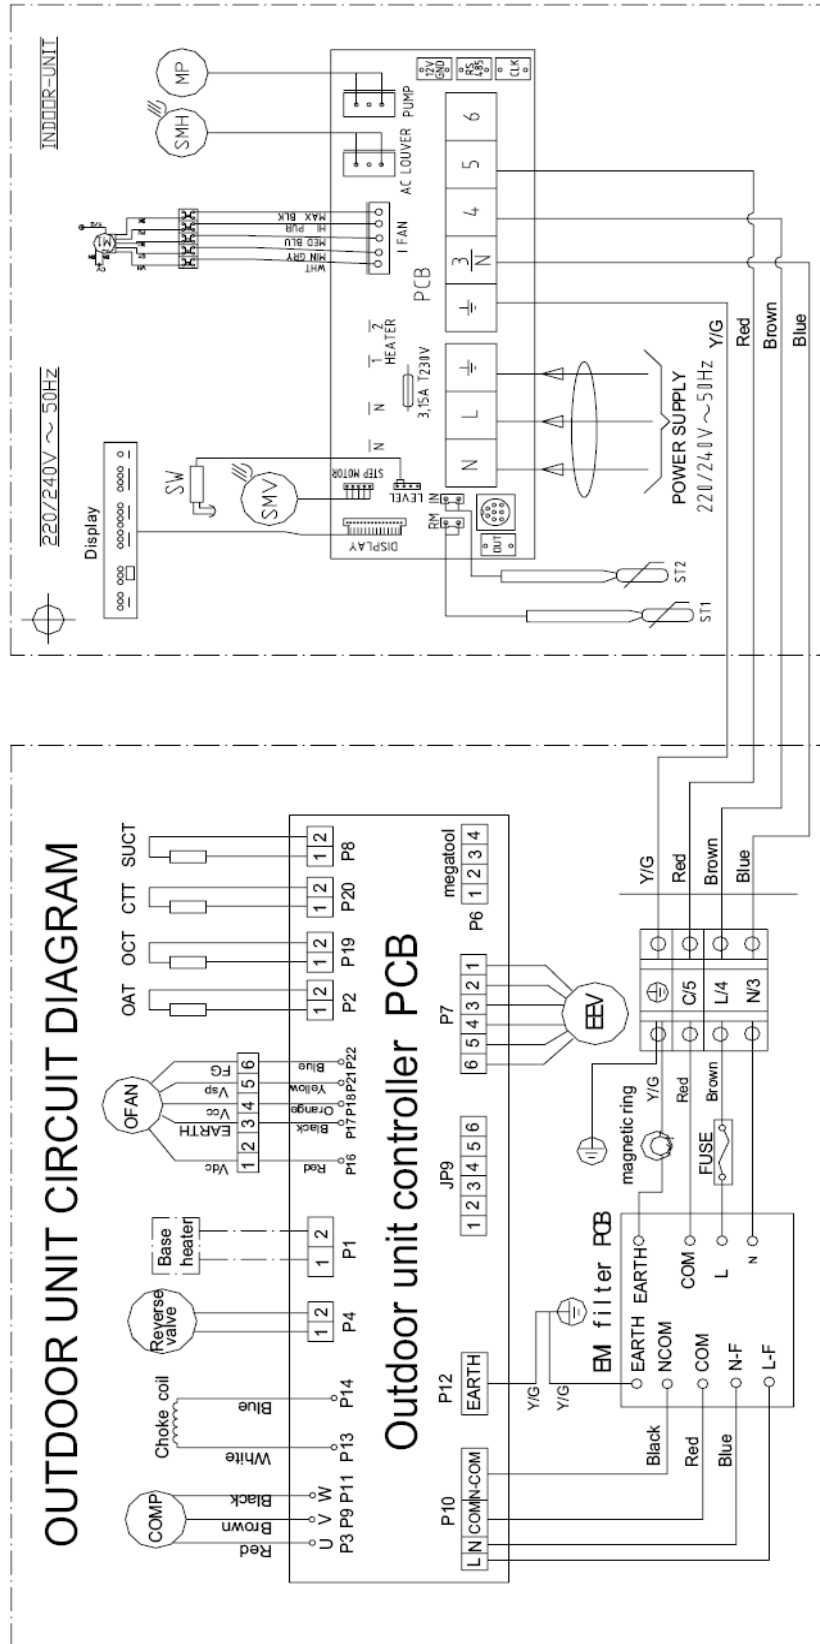 OUTDOOR UNIT CIRCUIT DIAGRAM
COMP
Red
Brown
Black
U V W
P3 P9 P11
Choke coil
White
Blue
P13
P14
Reverse
valve
1 2
P4
Base
heater
1 2
P1
OFAN
Vdc
EARTH
Vcc
Vsp
FG
1 2 3 4 5 6
Red
Black
Orange
Yellow
Blue
P16
P17
P18
P21
P22
OAT
OCT
CTT
SUCT
1 2
1 2
1 2
1 2
P2
P19
P20
P8
Outdoor unit controller PCB
P10
L N COM N-COM
P12
EARTH
JP9
1 2 3 4 5 6
P7
6 5 4 3 2 1
EEV
P6
megatool
1 2 3 4
Y/G
Y/G
Black
Red
Blue
EM filter PCB
EARTH
NCOM
COM
N-F
L-F
EARTH
COM
L
N
magnetic ring
FUSE
Y/G
Red
Brown
C/5
L/4
N/3
Y/G
Red
Brown
Blue
INDOOR-UNIT
220/240V ~ 50HZ
Display
SW
SMV
M1
SMH
MP
STEP MOTOR
LEVEL
DISPLAY
RM
IN
OUT
ST1
ST2
N
N
1 2
HEATER
3,15A T230V
PCB
WHT
MIN GRY
MED BLU
HI PUR
MAX BLK
I FAN
AC LOUVER
PUMP
12V
GND
RS
485
CLK
N L
3
N
4
5
6
POWER SUPPLY
220/240V ~ 50Hz
Y/G
Red
Brown
Blue